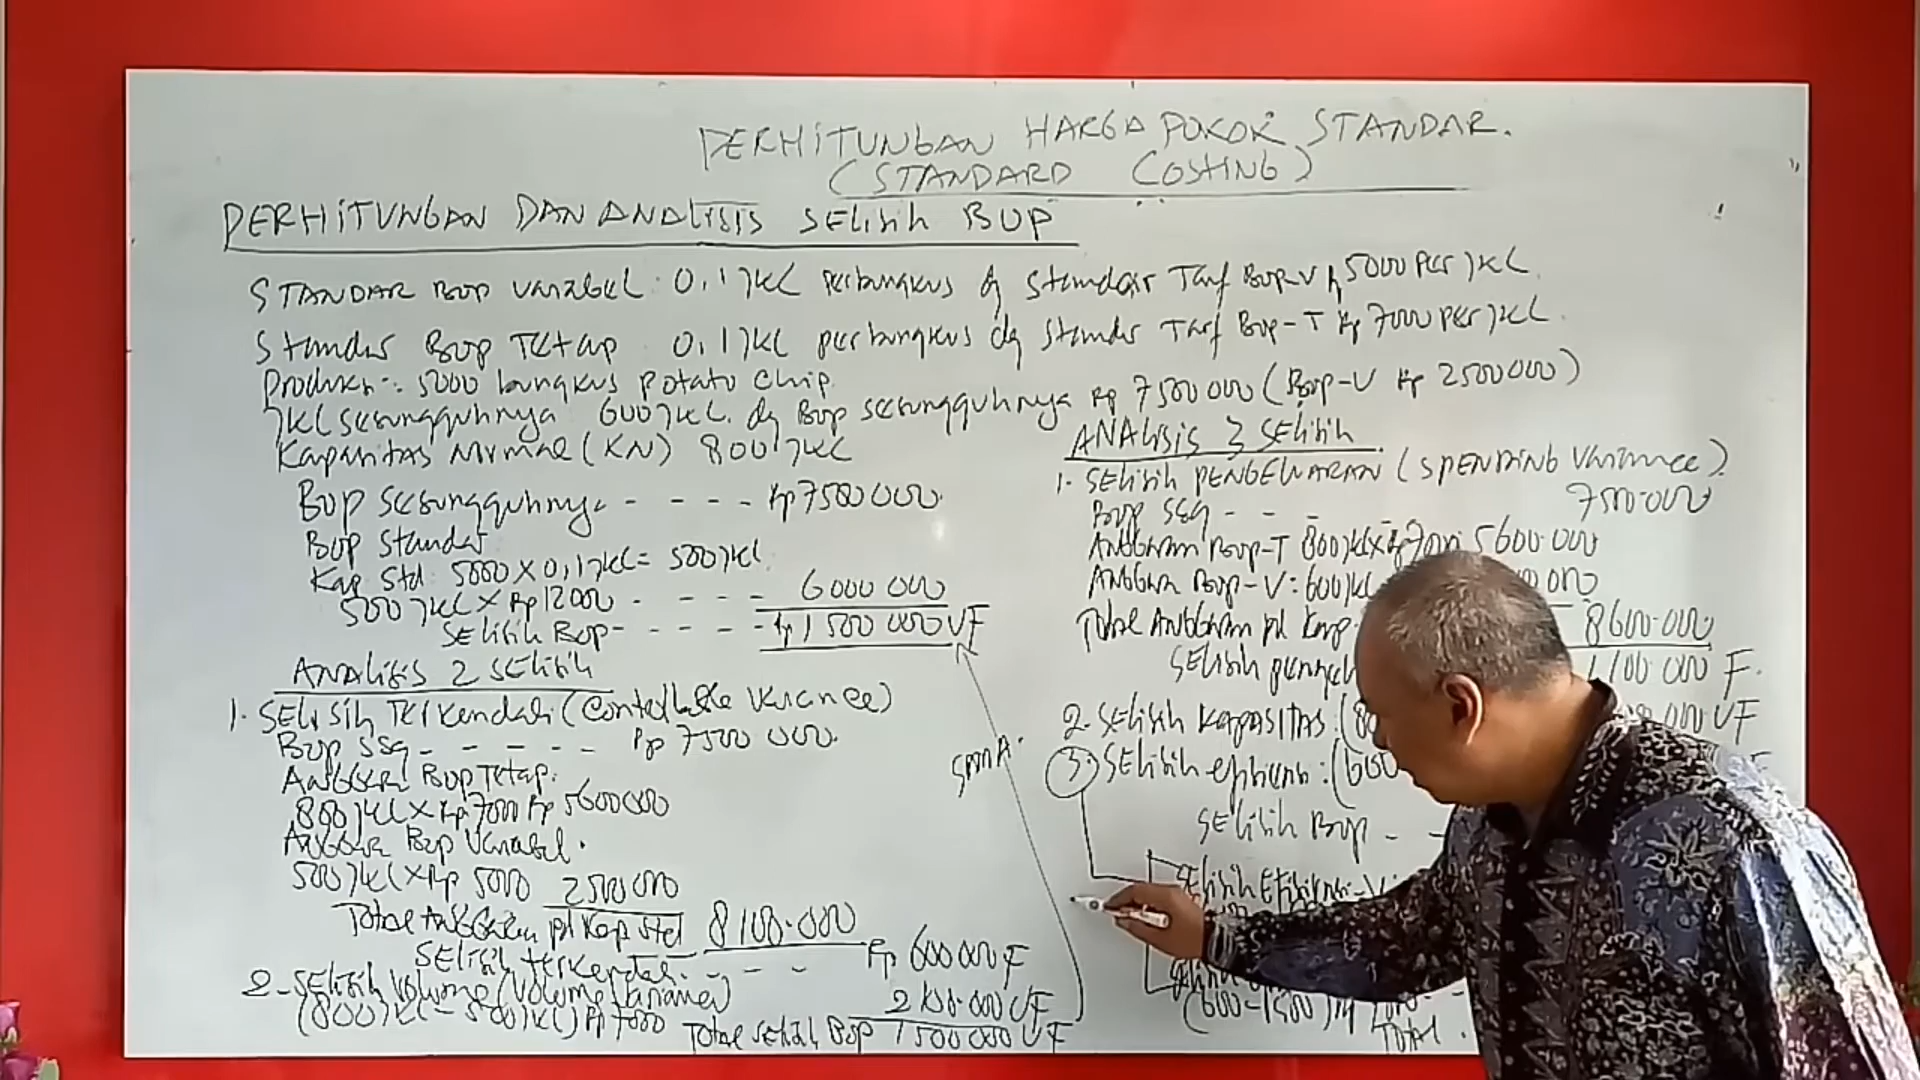 PERHITUNGAN HARGA POKOK STANDAR.
(STANDARD COSTING)
PERHITUNGAN DAN ANALISIS SELISIH BOP
STANDAR BOP VARIABEL : 0,1 JKL perbungkus dg Standar Tarif BOP-V Rp 5000 per JKL.
Standar BOP Tetap 0,1 JKL perbungkus dg Standar Tarif BOP-T Rp 7000 per JKL.
Produksi : 5000 bungkus potato chip.
JKL sesungguhnya 600 JKL. dg BOP sesungguhnya Rp 7500 000 (BOP-V Rp 2500 000)
Kapasitas Normal (KN) 800 JKL
BOP sesungguhnya - - - - Rp 7500 000
BOP Standar
Kap Std. 5000 X 0,1 JKL = 500 JKL
500 JKL X Rp 12000 - - - - 6000 000
Selisih BOP - - - - Rp 1 500 000 UF
ANALISIS 2 SELISIH
1. SELISIH TERKENDALI (Controllable Variance)
BOP SSG - - - - - Rp 7500 000.
Anggaran BOP Tetap.
800 JKL X Rp 7000 Rp 5600 000
Anggaran BOP Variabel.
500 JKL X Rp 5000 2500 000
Total Anggaran pd Kap Std 8 100.000
Selisih terkendali - - - Rp 600 000 F
2 - Selisih Volume (Volume Variance)
(800 JKL - 500 JKL) Rp 7000 2 100.000 UF
Total Selisih BOP 1 500 000 UF
SAMA.
ANALISIS 3 SELISIH
1. SELISIH PENGELUARAN (SPENDING Variance)
BOP SSG - - - 7500.000
Anggaran BOP-T 800 JKL X Rp 7000 5600.000
Anggaran BOP-V : 600 JKL
Total Anggaran pd Kap. 8600.000
Selisih 1 100 000 F.
2. Selisih KAPASITAS : UF
3. Selisih efisiensi : (600
Selisih BOP - -
Selisih Efisiensi - V
Total.